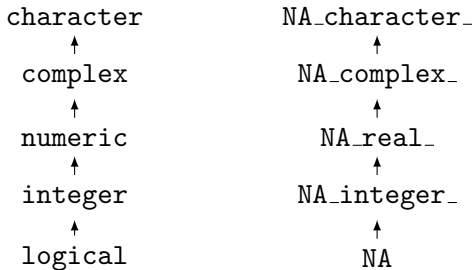 character NA_character_
complex NA_complex_
numeric NA_real_
integer NA_integer_
logical NA